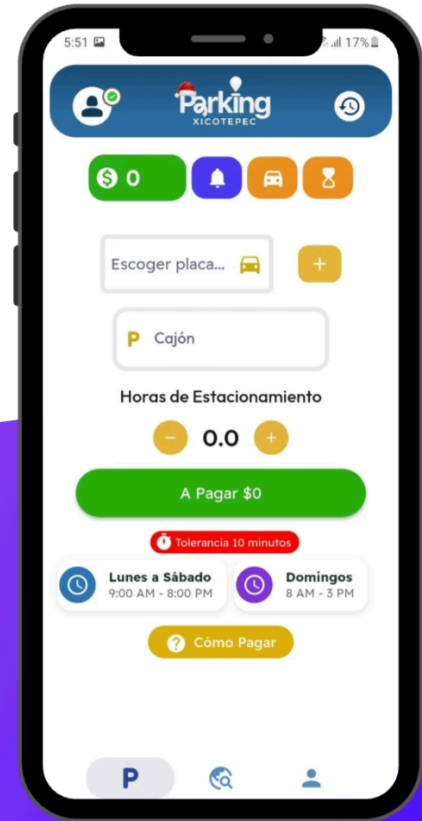 5:51
17%
Parking
XICOTEPEC
$ 0
Escoger placa...
+
P Cajón
Horas de Estacionamiento
- 0.0 +
A Pagar $0
Tolerancia 10 minutos
Lunes a Sábado
9:00 AM - 8:00 PM
Domingos
8 AM - 3 PM
? Cómo Pagar
P